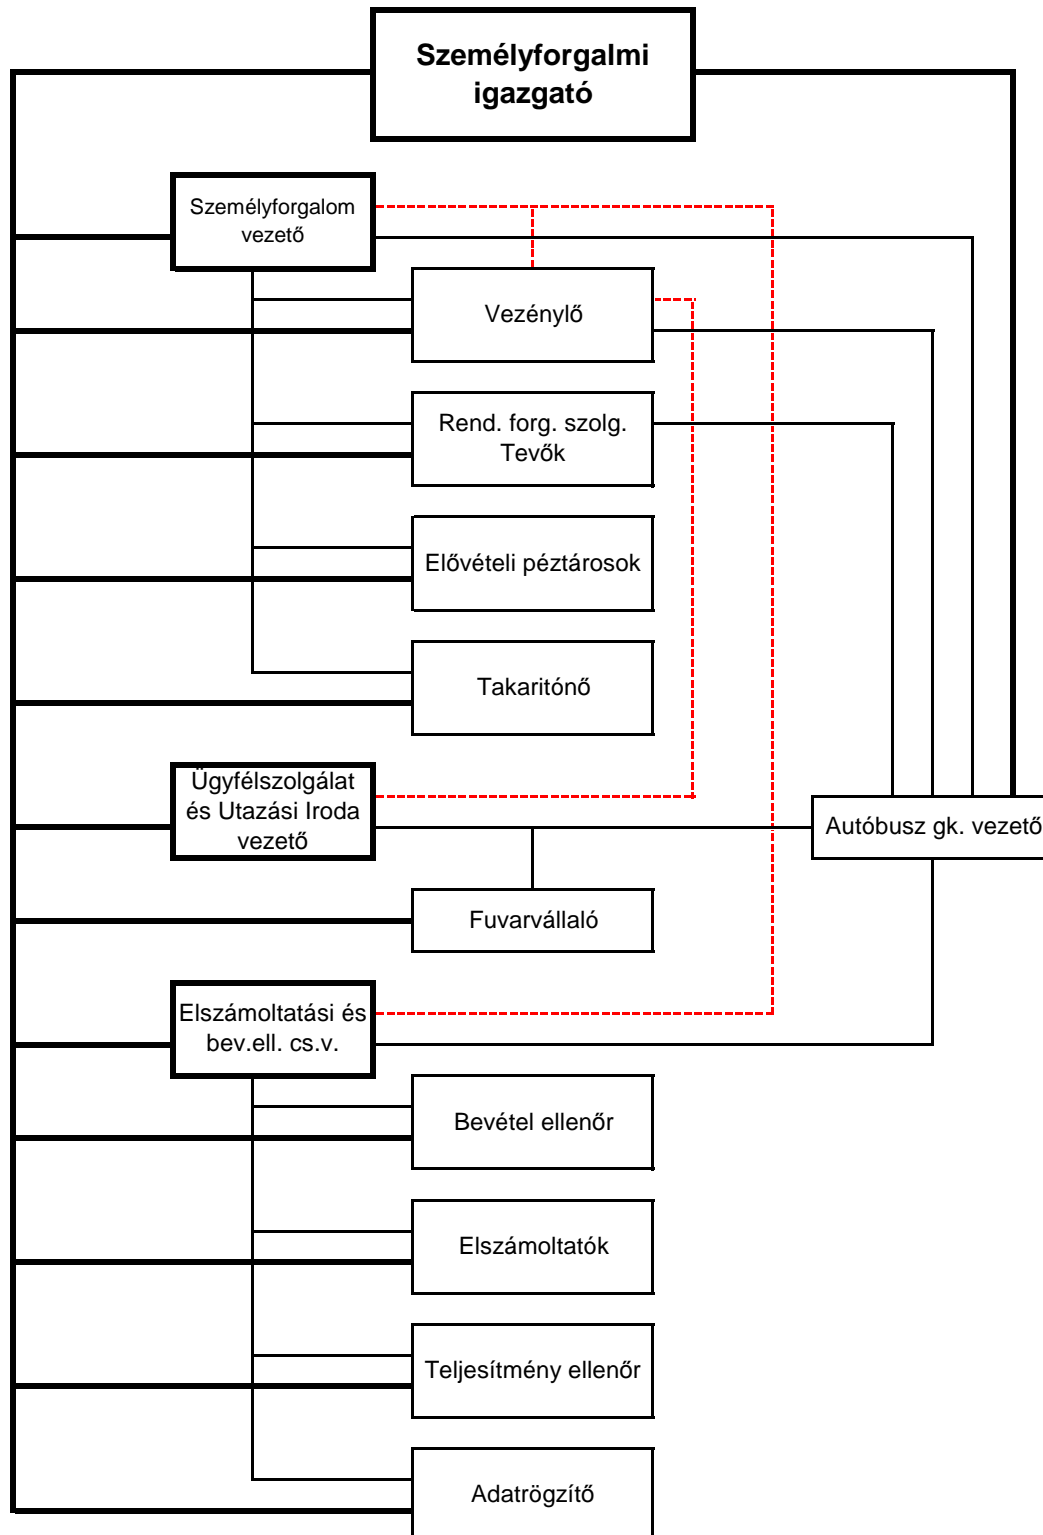 Személyforgalmi
igazgató
Személyforgalom
vezető
Vezénylő
Rend. forg. szolg.
Tevők
Elővételi péztárosok
Takaritónő
Ügyfélszolgálat
és Utazási Iroda
vezető
Autóbusz gk. vezető
Fuvarvállaló
Elszámoltatási és
bev.ell. cs.v.
Bevétel ellenőr
Elszámoltatók
Teljesítmény ellenőr
Adatrögzítő